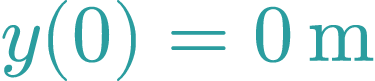 y(0) = 0 m